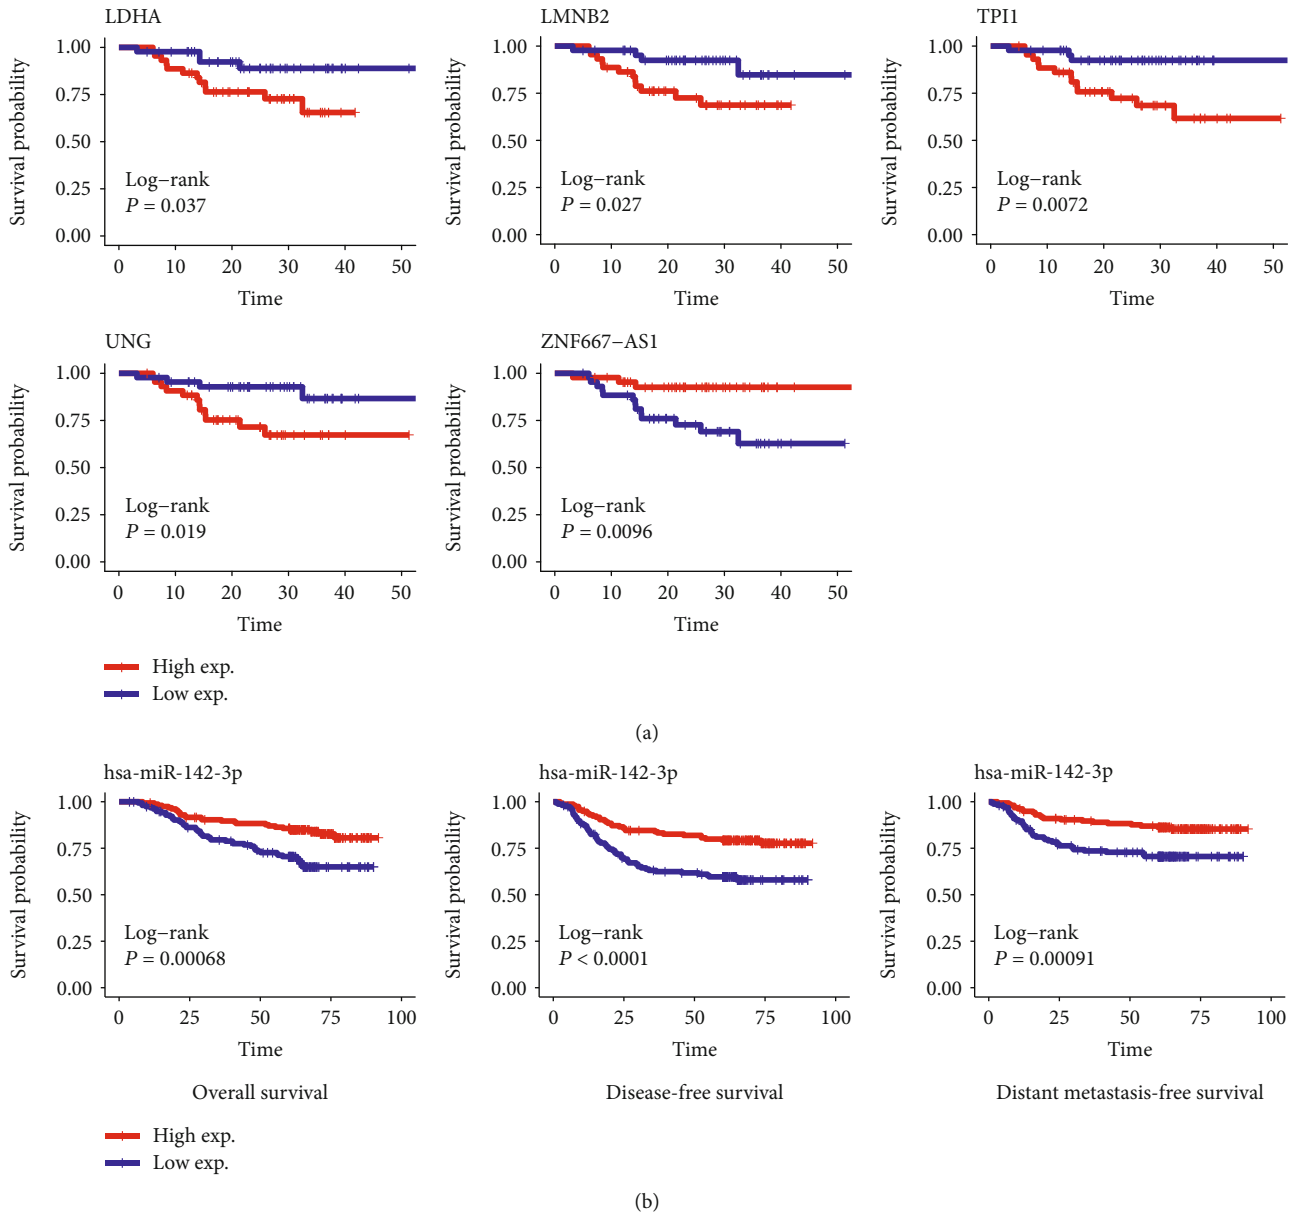 LDHA
Survival probability
1.00
0.75
0.50
0.25
0.00
Log−rank
P = 0.037
0 10 20 30 40 50
Time
LMNB2
Survival probability
1.00
0.75
0.50
0.25
0.00
Log−rank
P = 0.027
0 10 20 30 40 50
Time
TPI1
Survival probability
1.00
0.75
0.50
0.25
0.00
Log−rank
P = 0.0072
0 10 20 30 40 50
Time
UNG
Survival probability
1.00
0.75
0.50
0.25
0.00
Log−rank
P = 0.019
0 10 20 30 40 50
Time
ZNF667−AS1
Survival probability
1.00
0.75
0.50
0.25
0.00
Log−rank
P = 0.0096
0 10 20 30 40 50
Time
High exp.
Low exp.
(a)
hsa-miR-142-3p
Survival probability
1.00
0.75
0.50
0.25
0.00
Log−rank
P = 0.00068
0 25 50 75 100
Time
Overall survival
hsa-miR-142-3p
Survival probability
1.00
0.75
0.50
0.25
0.00
Log−rank
P < 0.0001
0 25 50 75 100
Time
Disease-free survival
hsa-miR-142-3p
Survival probability
1.00
0.75
0.50
0.25
0.00
Log−rank
P = 0.00091
0 25 50 75 100
Time
Distant metastasis-free survival
High exp.
Low exp.
(b)